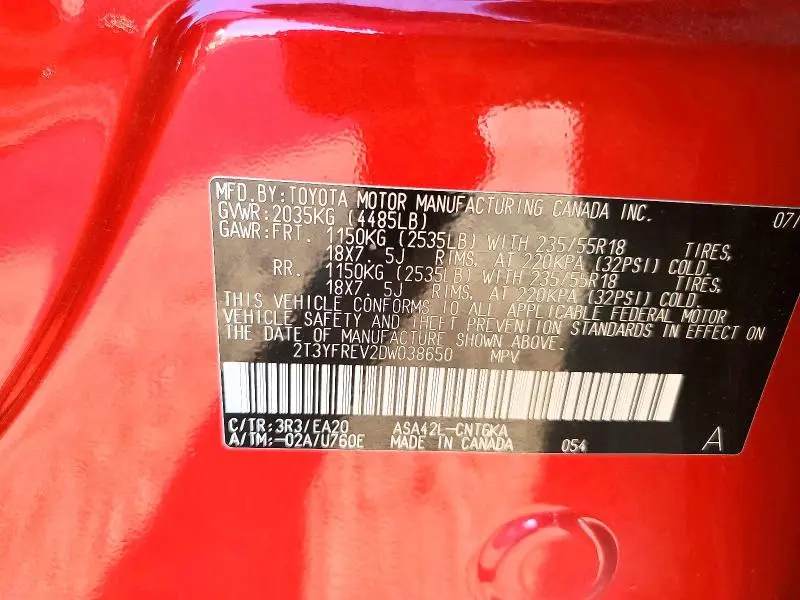 MFD.BY:TOYOTA MOTOR MANUFACTURING CANADA INC. 07/
GVWR:2035KG (4485LB)
GAWR:FRT. 1150KG (2535LB) WITH 235/55R18 TIRES,
18X7.5J RIMS, AT 220KPA (32PSI) COLD.
RR. 1150KG (2535LB) WITH 235/55R18 TIRES,
18X7.5J RIMS, AT 220KPA (32PSI) COLD.
THIS VEHICLE CONFORMS TO ALL APPLICABLE FEDERAL MOTOR
VEHICLE SAFETY AND THEFT PREVENTION STANDARDS IN EFFECT ON
THE DATE OF MANUFACTURE SHOWN ABOVE.
2T3YFREV2DW038650 MPV
C/TR:3R3/EA20 ASA42L-CNTGKA
A/TM:-02A/U760E MADE IN CANADA 054 A